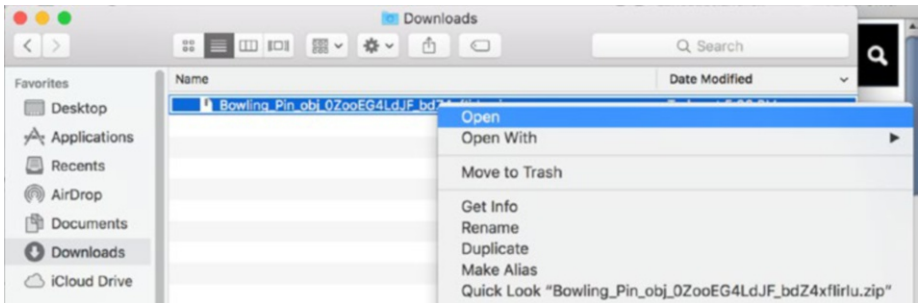 Downloads
Search
Favorites
Name
Date Modified
Desktop
Applications
Recents
AirDrop
Documents
Downloads
iCloud Drive
Bowling_Pin_obj_0ZooEG4LdJF_
Open
Open With
Move to Trash
Get Info
Rename
Duplicate
Make Alias
Quick Look "Bowling_Pin_obj_0ZooEG4LdJF_bdZ4xflirlu.zip"